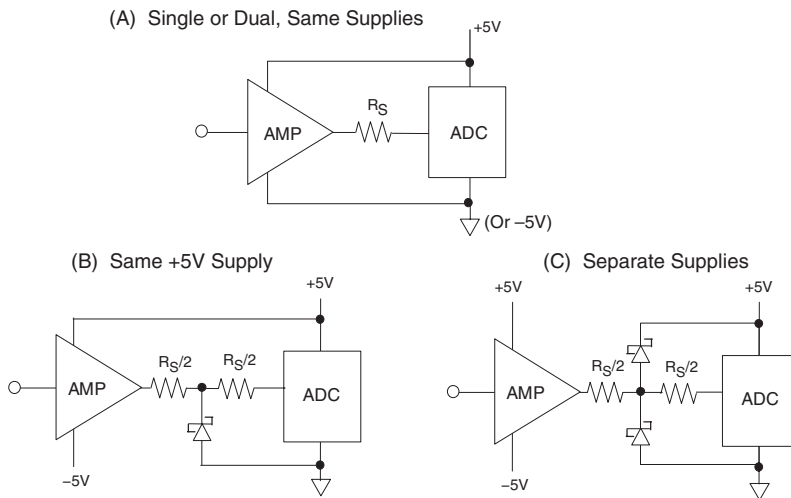 (A) Single or Dual, Same Supplies
+5V
RS
AMP
ADC
(Or –5V)
(B) Same +5V Supply
+5V
RS/2
RS/2
AMP
ADC
–5V
(C) Separate Supplies
+5V
+5V
RS/2
RS/2
AMP
ADC
–5V